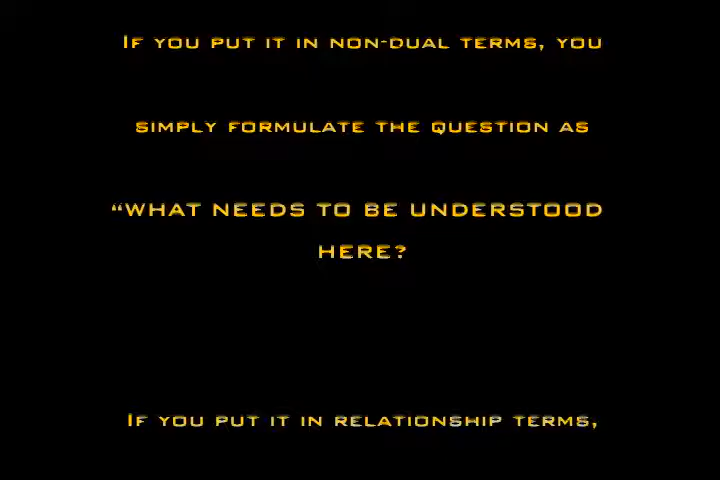 If you put it in non-dual terms, you
simply formulate the question as
“WHAT NEEDS TO BE UNDERSTOOD
HERE?
If you put it in relationship terms,